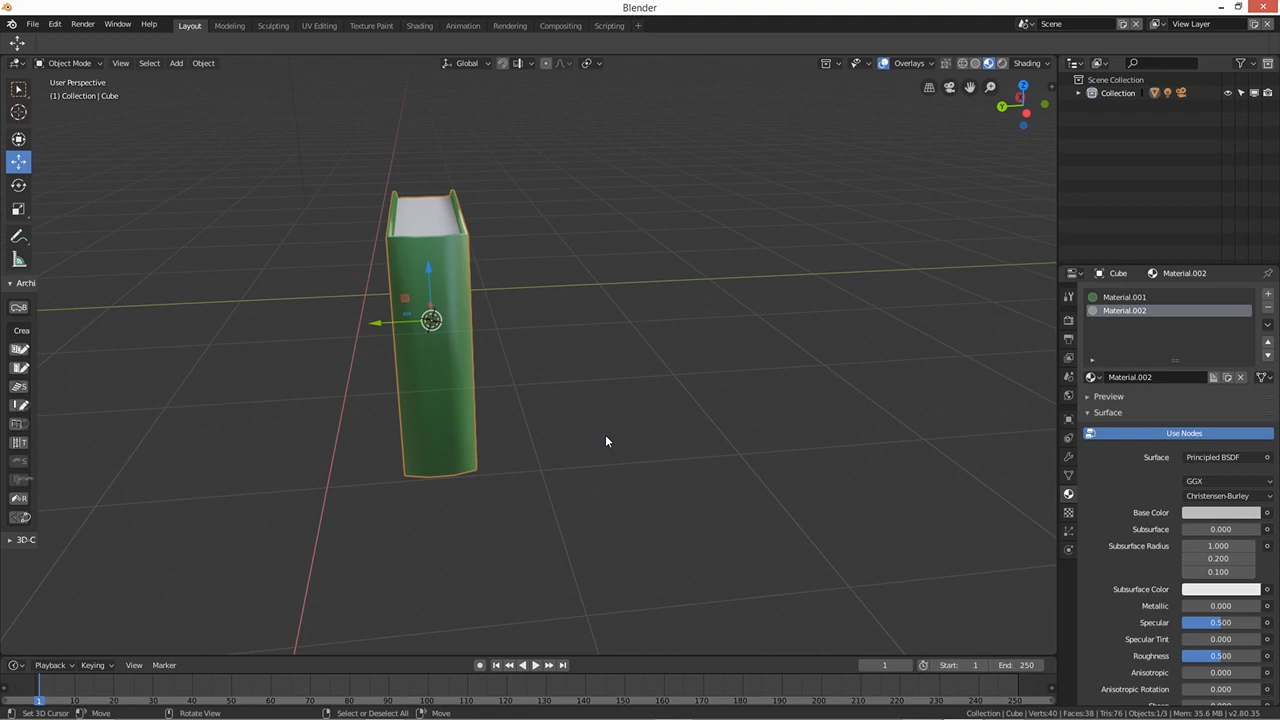 Blender
File Edit Render Window Help
Layout Modeling Sculpting UV Editing Texture Paint Shading Animation Rendering Compositing Scripting +
Scene
View Layer
Object Mode View Select Add Object
Global
Overlays
Shading
User Perspective
(1) Collection | Cube
Z
Y
Scene Collection
Collection
Archi
Crea
3D-C
Cube
Material.002
Material.001
Material.002
Material.002
Preview
Surface
Use Nodes
Surface Principled BSDF
GGX
Christensen-Burley
Base Color
Subsurface 0.000
Subsurface Radius 1.000
0.200
0.100
Subsurface Color
Metallic 0.000
Specular 0.500
Specular Tint 0.000
Roughness 0.500
Anisotropic 0.000
Anisotropic Rotation 0.000
Playback Keying View Marker
1
Start: 1
End: 250
1 10 20 30 40 50 60 70 80 90 100 110 120 130 140 150 160 170 180 190 200 210 220 230 240 250
Set 3D Cursor Move Rotate View Select or Deselect All Move
Collection | Cube | Verts:40 | Faces:38 | Tris:76 | Objects:1/3 | Mem: 35.6 MB | v2.80.35